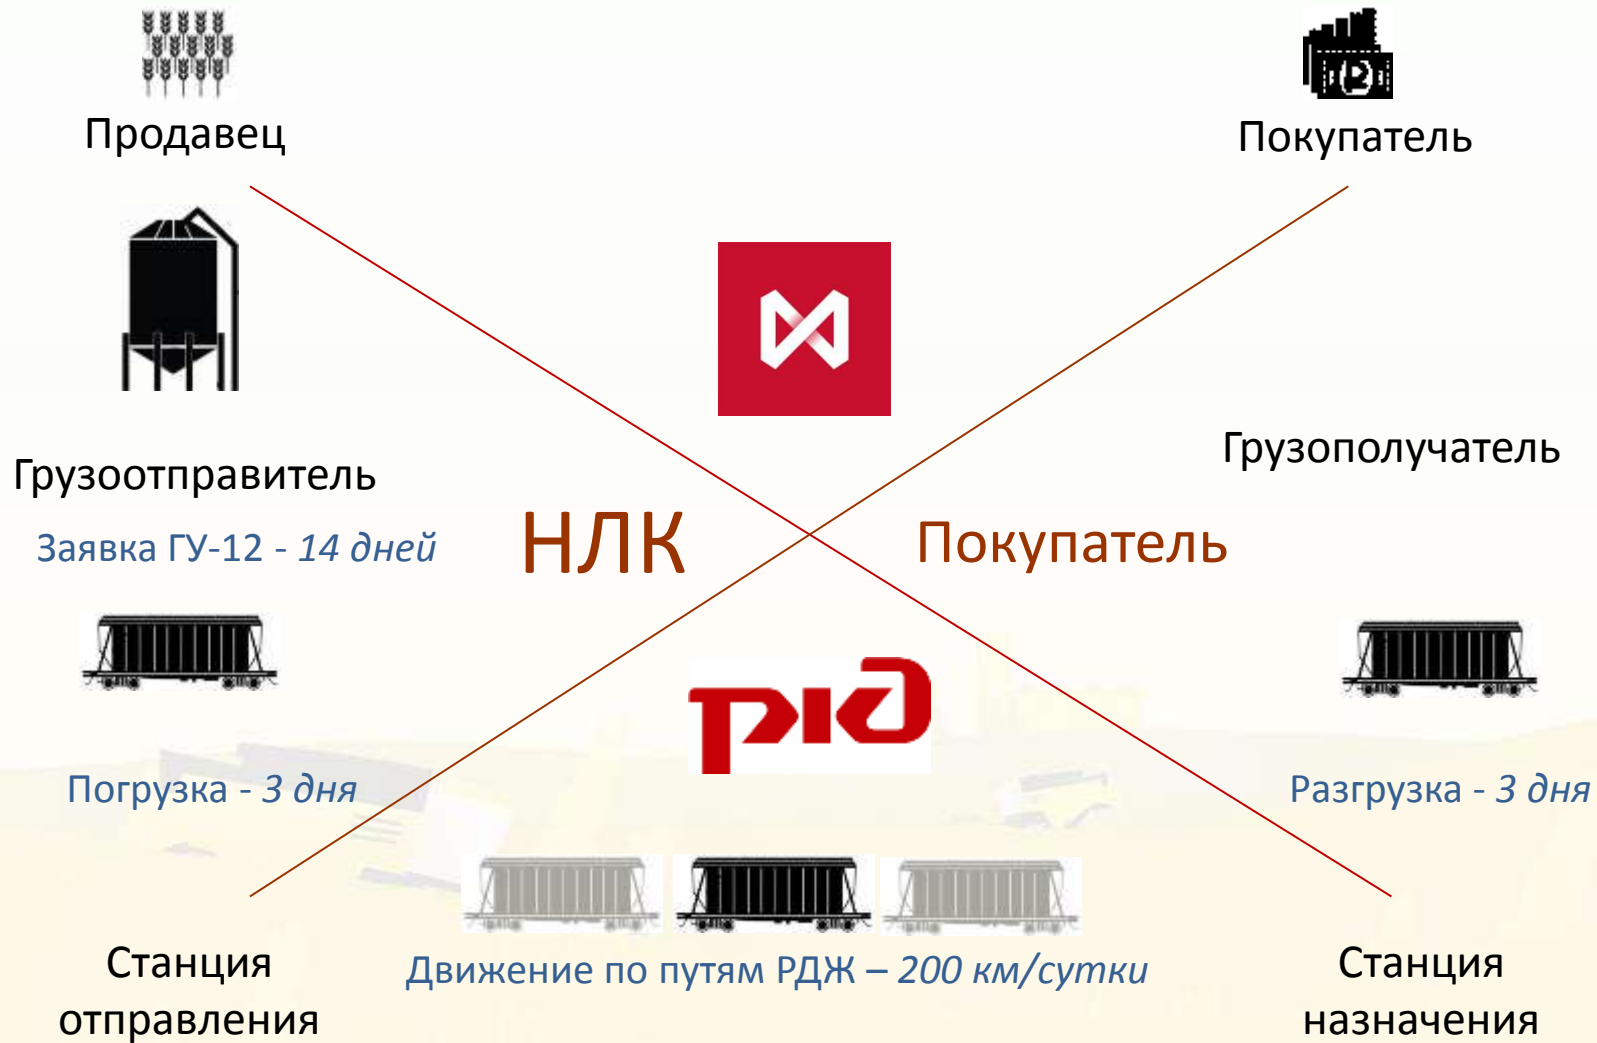 Продавец
Покупатель
Грузоотправитель
Грузополучатель
Заявка ГУ-12 - 14 дней
НЛК
Покупатель
ржд
Погрузка - 3 дня
Разгрузка - 3 дня
Движение по путям РДЖ – 200 км/сутки
Станция
отправления
Станция
назначения